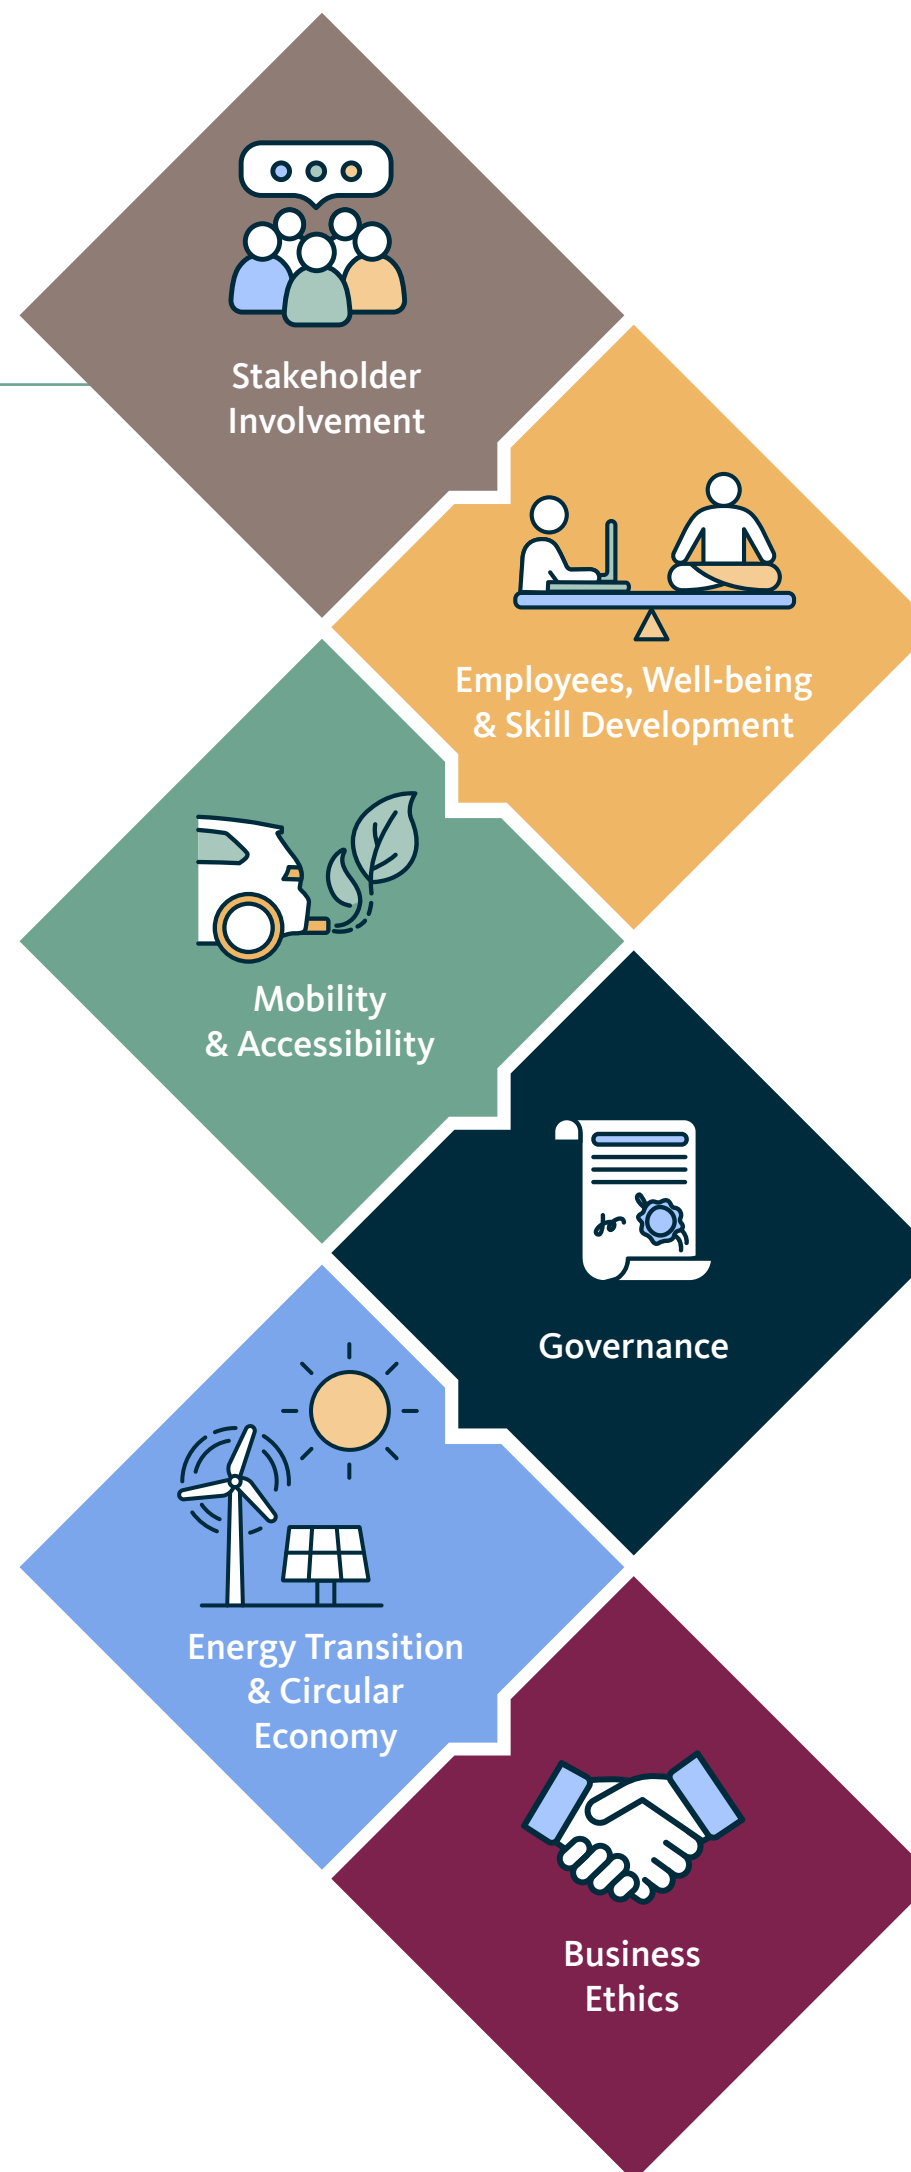 Stakeholder
Involvement
Employees, Well-being
& Skill Development
Mobility
& Accessibility
Governance
Energy Transition
& Circular
Economy
Business
Ethics